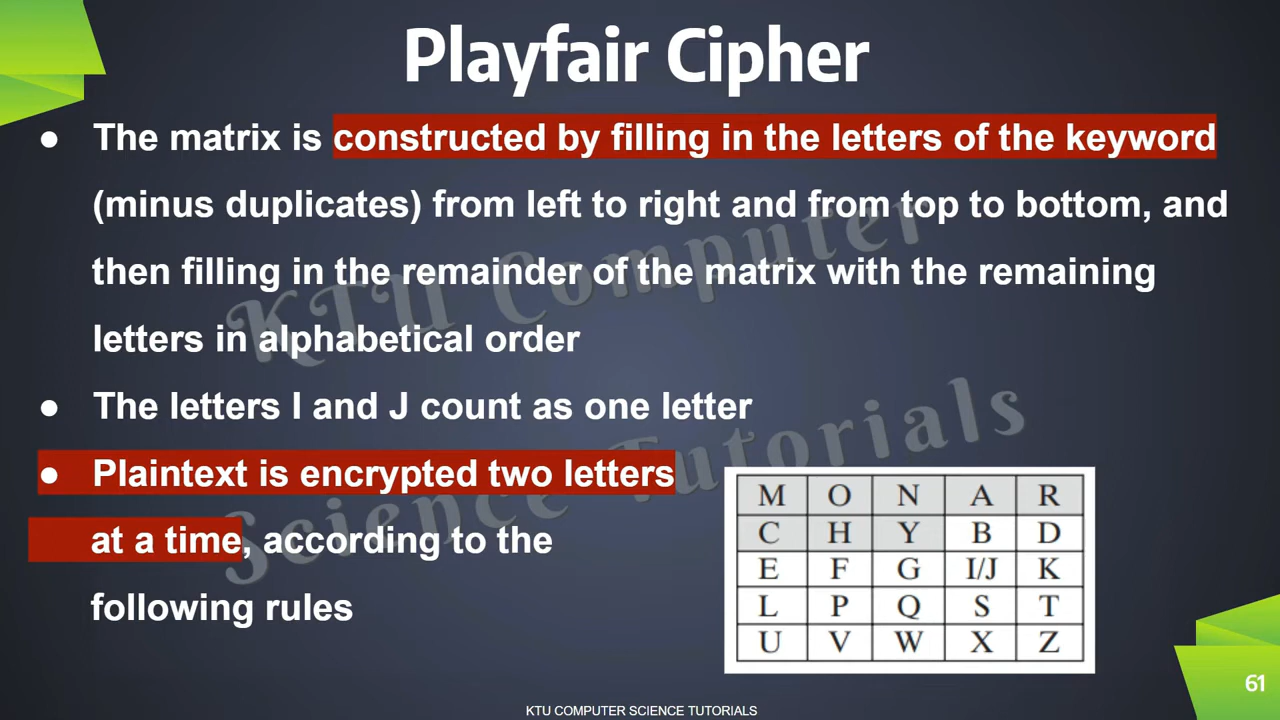 Playfair Cipher
● The matrix is constructed by filling in the letters of the keyword
(minus duplicates) from left to right and from top to bottom, and
then filling in the remainder of the matrix with the remaining
letters in alphabetical order
● The letters I and J count as one letter
● Plaintext is encrypted two letters
at a time, according to the
following rules
KTU Computer
Science Tutorials
M O N A R
C H Y B D
E F G I/J K
L P Q S T
U V W X Z
61
KTU COMPUTER SCIENCE TUTORIALS